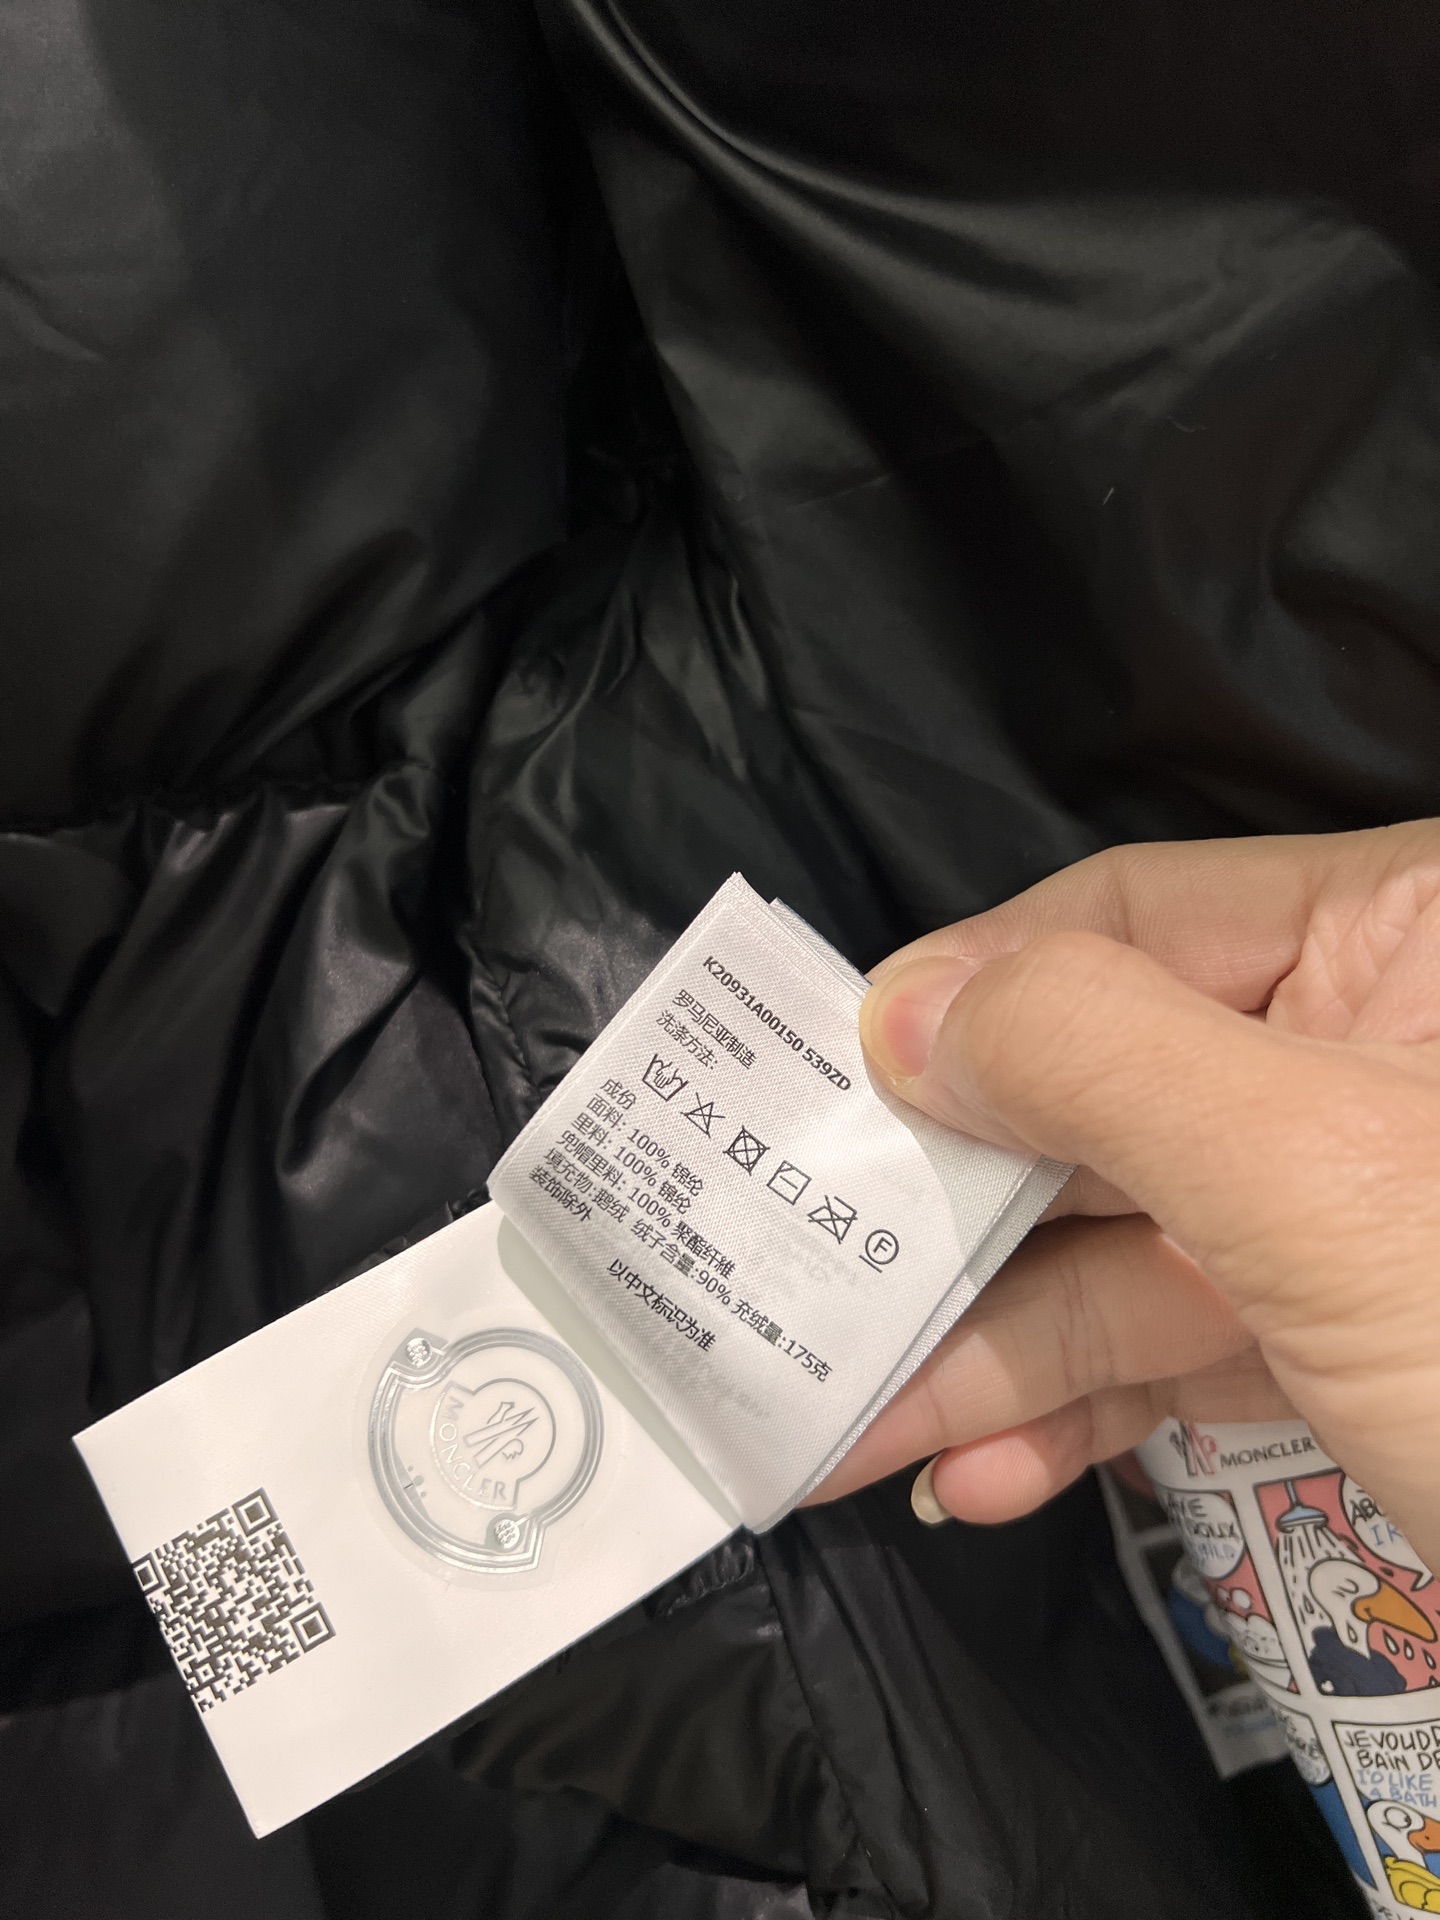 K20931A00150 539ZD
罗马尼亚制造
洗涤方法:
F
成份
面料: 100% 锦纶
里料: 100% 锦纶
兜帽里料: 100% 聚酯纤維
填充物:鹅绒 绒子含量:90% 充绒量:175克
装饰除外
以中文标识为准
MONCLER
MONCLER
JE VOUDR
BAIN DE
I'D LIKE
A BATH